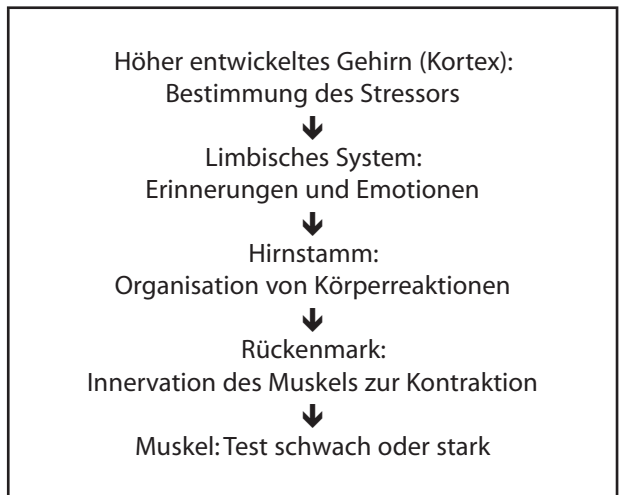 Höher entwickeltes Gehirn (Kortex):
Bestimmung des Stressors
🡻
Limbisches System:
Erinnerungen und Emotionen
🡻
Hirnstamm:
Organisation von Körperreaktionen
🡻
Rückenmark:
Innervation des Muskels zur Kontraktion
🡻
Muskel: Test schwach oder stark